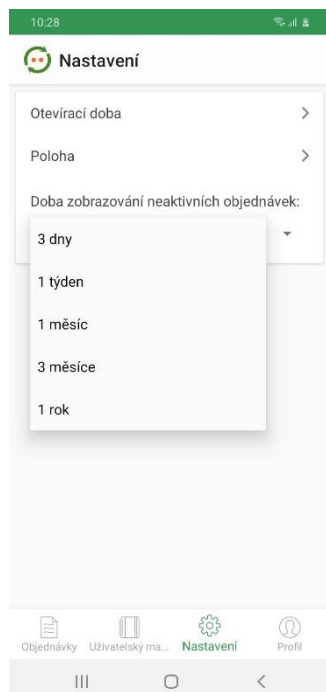 10:28
Nastavení
Otevírací doba
Poloha
Doba zobrazování neaktivních objednávek:
3 dny
1 týden
1 měsíc
3 měsíce
1 rok
Objednávky Uživatelský ma... Nastavení Profil